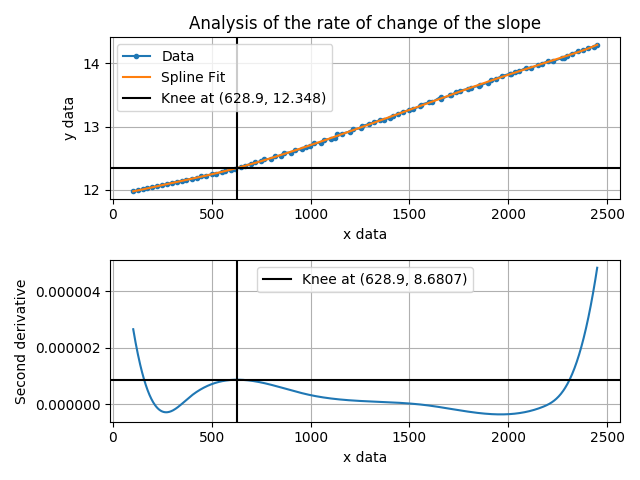 Analysis of the rate of change of the slope
Data
Spline Fit
Knee at (628.9, 12.348)
14
13
12
y data
0 500 1000 1500 2000 2500
x data
Knee at (628.9, 8.6807)
0.000004
0.000002
0.000000
Second derivative
0 500 1000 1500 2000 2500
x data